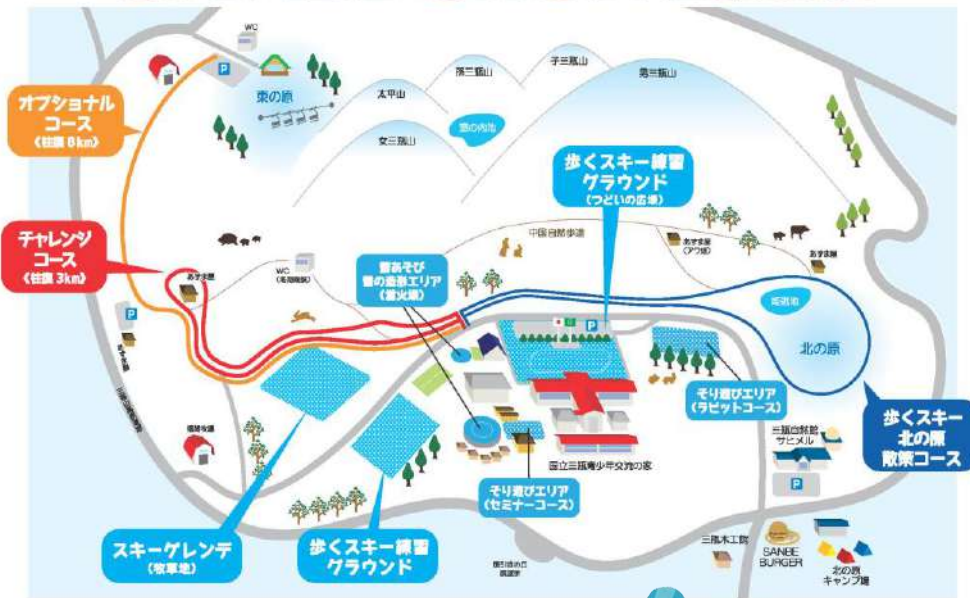 WC
P
東の原
オプショナル
コース
《往復 8km》
太平山
孫三瓶山
子三瓶山
男三瓶山
女三瓶山
室の内池
歩くスキー練習
グラウンド
(つどいの広場)
チャレンジ
コース
《往復 3km》
あずまや
WC
中国自然歩道
あずまや
あずまや
雪あそび
雪の造形エリア
(営火場)
姫逃池
北の原
P
P
そり遊びエリア
(ラビットコース)
歩くスキー
北の原
散策コース
三瓶自然館
サヒメル
P
国立三瓶青少年交流の家
そり遊びエリア
(セミナーコース)
スキーゲレンデ
(牧草地)
歩くスキー練習
グラウンド
三瓶木工館
SANBE
BURGER
北の原
キャンプ場